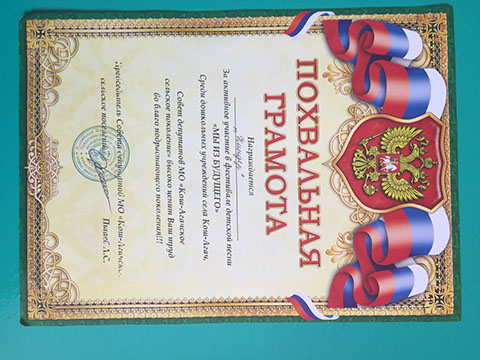 ПОХВАЛЬНАЯ
ГРАМОТА
Награждается
За активное участие в фестивале детской песни
«МЫ ИЗ БУДУЩЕГО»
Среди дошкольных учреждений села Кош-Агач.
Совет депутатов МО «Кош-Агачское
сельское поселение» высоко ценит Ваш труд
во благо подрастающего поколения!!!
Председатель Совета депутатов МО «Кош-Агачское
сельское поселение